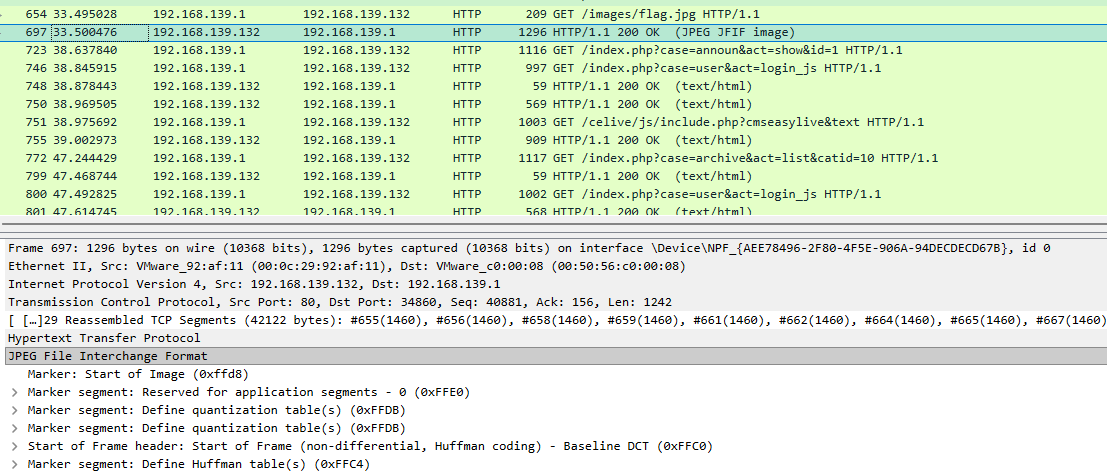 654 33.495028 192.168.139.1 192.168.139.132 HTTP 209 GET /images/flag.jpg HTTP/1.1
697 33.500476 192.168.139.132 192.168.139.1 HTTP 1296 HTTP/1.1 200 OK  (JPEG JFIF image)
723 38.637840 192.168.139.1 192.168.139.132 HTTP 1116 GET /index.php?case=announ&act=show&id=1 HTTP/1.1
746 38.845915 192.168.139.1 192.168.139.132 HTTP 997 GET /index.php?case=user&act=login_js HTTP/1.1
748 38.878443 192.168.139.132 192.168.139.1 HTTP 59 HTTP/1.1 200 OK  (text/html)
750 38.969505 192.168.139.132 192.168.139.1 HTTP 569 HTTP/1.1 200 OK  (text/html)
751 38.975692 192.168.139.1 192.168.139.132 HTTP 1003 GET /celive/js/include.php?cmseasylive&text HTTP/1.1
755 39.002973 192.168.139.132 192.168.139.1 HTTP 909 HTTP/1.1 200 OK  (text/html)
772 47.244429 192.168.139.1 192.168.139.132 HTTP 1117 GET /index.php?case=archive&act=list&catid=10 HTTP/1.1
799 47.468744 192.168.139.132 192.168.139.1 HTTP 59 HTTP/1.1 200 OK  (text/html)
800 47.492825 192.168.139.1 192.168.139.132 HTTP 1002 GET /index.php?case=user&act=login_js HTTP/1.1
801 47.614745 192.168.139.132 192.168.139.1 HTTP 568 HTTP/1.1 200 OK  (text/html)
Frame 697: 1296 bytes on wire (10368 bits), 1296 bytes captured (10368 bits) on interface \Device\NPF_{AEE78496-2F80-4F5E-906A-94DECDECD67B}, id 0
Ethernet II, Src: VMware_92:af:11 (00:0c:29:92:af:11), Dst: VMware_c0:00:08 (00:50:56:c0:00:08)
Internet Protocol Version 4, Src: 192.168.139.132, Dst: 192.168.139.1
Transmission Control Protocol, Src Port: 80, Dst Port: 34860, Seq: 40881, Ack: 156, Len: 1242
[ […]29 Reassembled TCP Segments (42122 bytes): #655(1460), #656(1460), #658(1460), #659(1460), #661(1460), #662(1460), #664(1460), #665(1460), #667(1460)
Hypertext Transfer Protocol
JPEG File Interchange Format
Marker: Start of Image (0xffd8)
Marker segment: Reserved for application segments - 0 (0xFFE0)
Marker segment: Define quantization table(s) (0xFFDB)
Marker segment: Define quantization table(s) (0xFFDB)
Start of Frame header: Start of Frame (non-differential, Huffman coding) - Baseline DCT (0xFFC0)
Marker segment: Define Huffman table(s) (0xFFC4)